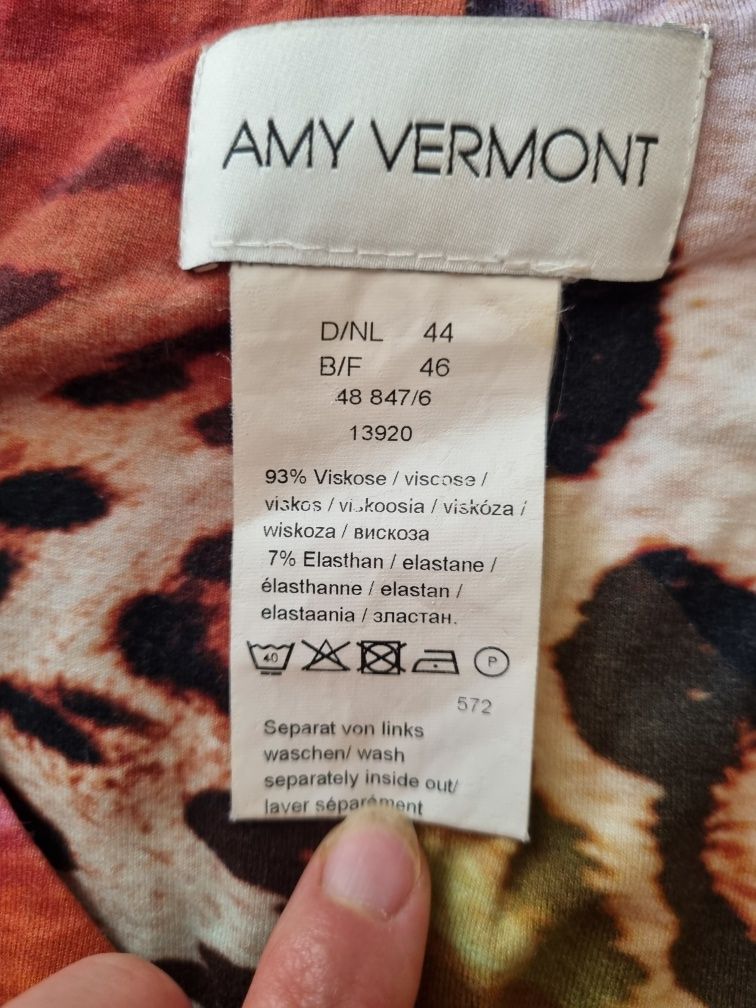 AMY VERMONT
D/NL 44
B/F 46
48 847/6
13920
93% Viskose / viscose /
viskos / viskoosia / viskóza /
wiskoza / вискоза
7% Elasthan / elastane /
élasthanne / elastan /
elastaania / эластан.
40 P
572
Separat von links
waschen/ wash
separately inside out/
laver séparément